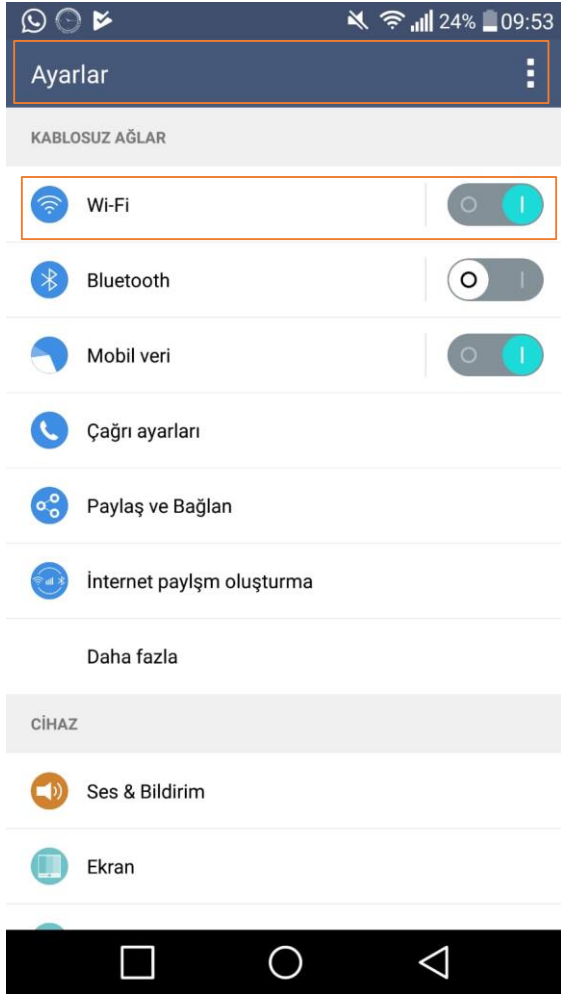 24% 09:53
Ayarlar
KABLOSUZ AĞLAR
Wi-Fi
Bluetooth
Mobil veri
Çağrı ayarları
Paylaş ve Bağlan
İnternet paylşm oluşturma
Daha fazla
CİHAZ
Ses & Bildirim
Ekran